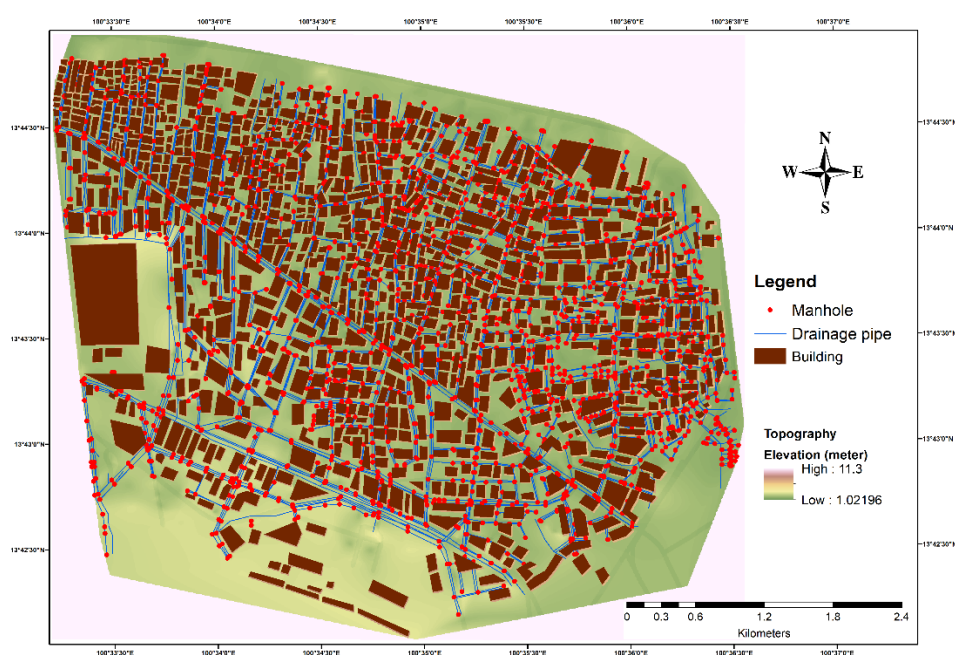 100°33'30"E 100°34'0"E 100°34'30"E 100°35'0"E 100°35'30"E 100°36'0"E 100°36'30"E 100°37'0"E
13°44'30"N 13°44'30"N
N
W E
S
13°44'0"N 13°44'0"N
Legend
Manhole
13°43'30"N Drainage pipe 13°43'30"N
Building
Topography
13°43'0"N Elevation (meter) 13°43'0"N
High : 11.3
Low : 1.02196
13°42'30"N 13°42'30"N
0 0.3 0.6 1.2 1.8 2.4
Kilometers
100°33'30"E 100°34'0"E 100°34'30"E 100°35'0"E 100°35'30"E 100°36'0"E 100°36'30"E 100°37'0"E